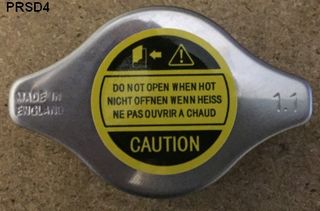 PRSD4
DO NOT OPEN WHEN HOT
NICHT OFFNEN WENN HEISS
NE PAS OUVRIR A CHAUD
CAUTION
MADE IN
ENGLAND
1.1